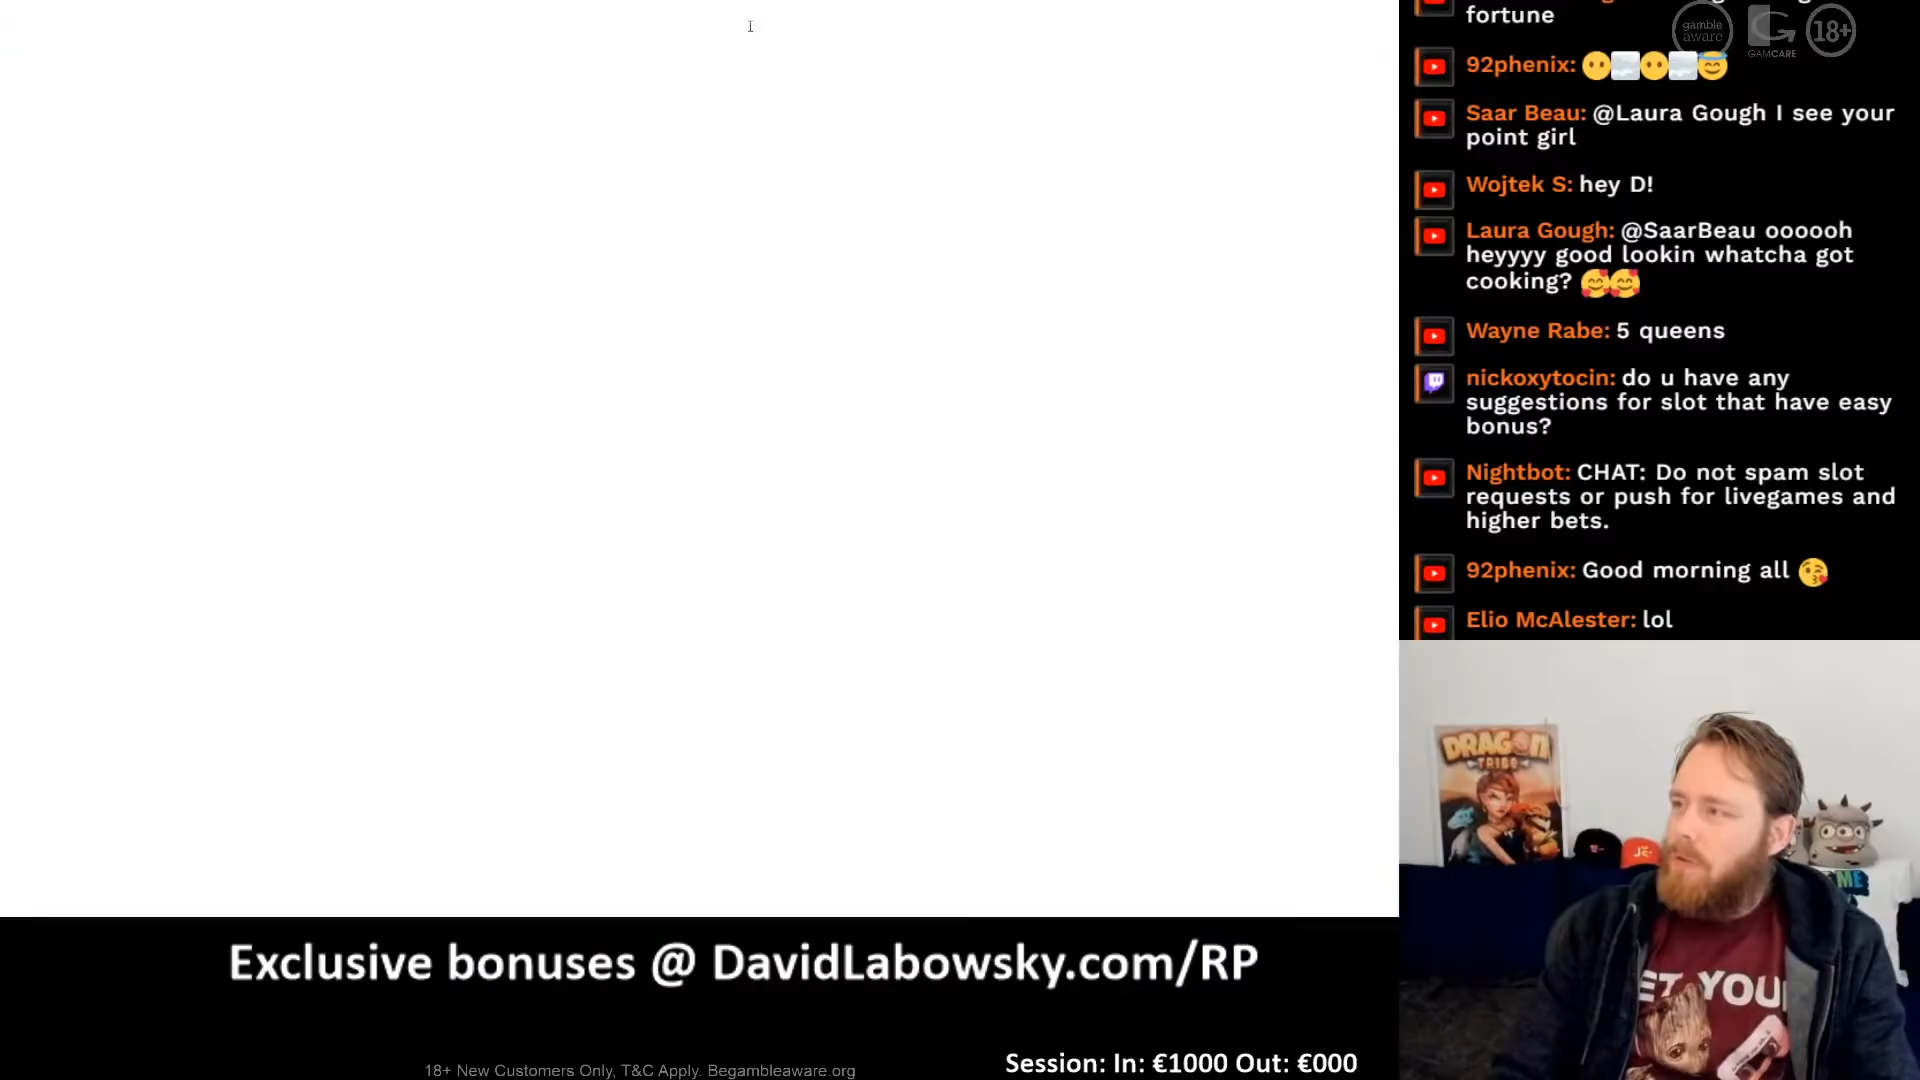 fortune
gamble
aware
GAMCARE
18+
92phenix:
Saar Beau: @Laura Gough I see your
point girl
Wojtek S: hey D!
Laura Gough: @SaarBeau oooooh
heyyyy good lookin whatcha got
cooking?
Wayne Rabe: 5 queens
nickoxytocin: do u have any
suggestions for slot that have easy
bonus?
Nightbot: CHAT: Do not spam slot
requests or push for livegames and
higher bets.
92phenix: Good morning all
Elio McAlester: lol
DRAGON
TRIBE
ET YOU
Exclusive bonuses @ DavidLabowsky.com/RP
18+ New Customers Only, T&C Apply. Begambleaware.org
Session: In: €1000 Out: €000